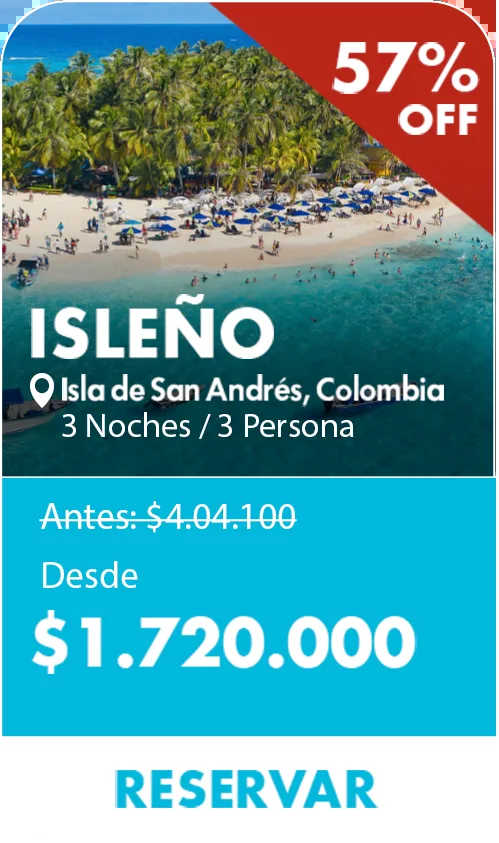 57%
OFF
ISLEÑO
Isla de San Andrés, Colombia
3 Noches / 3 Persona
Antes: $4.04.100
Desde
$1.720.000
RESERVAR